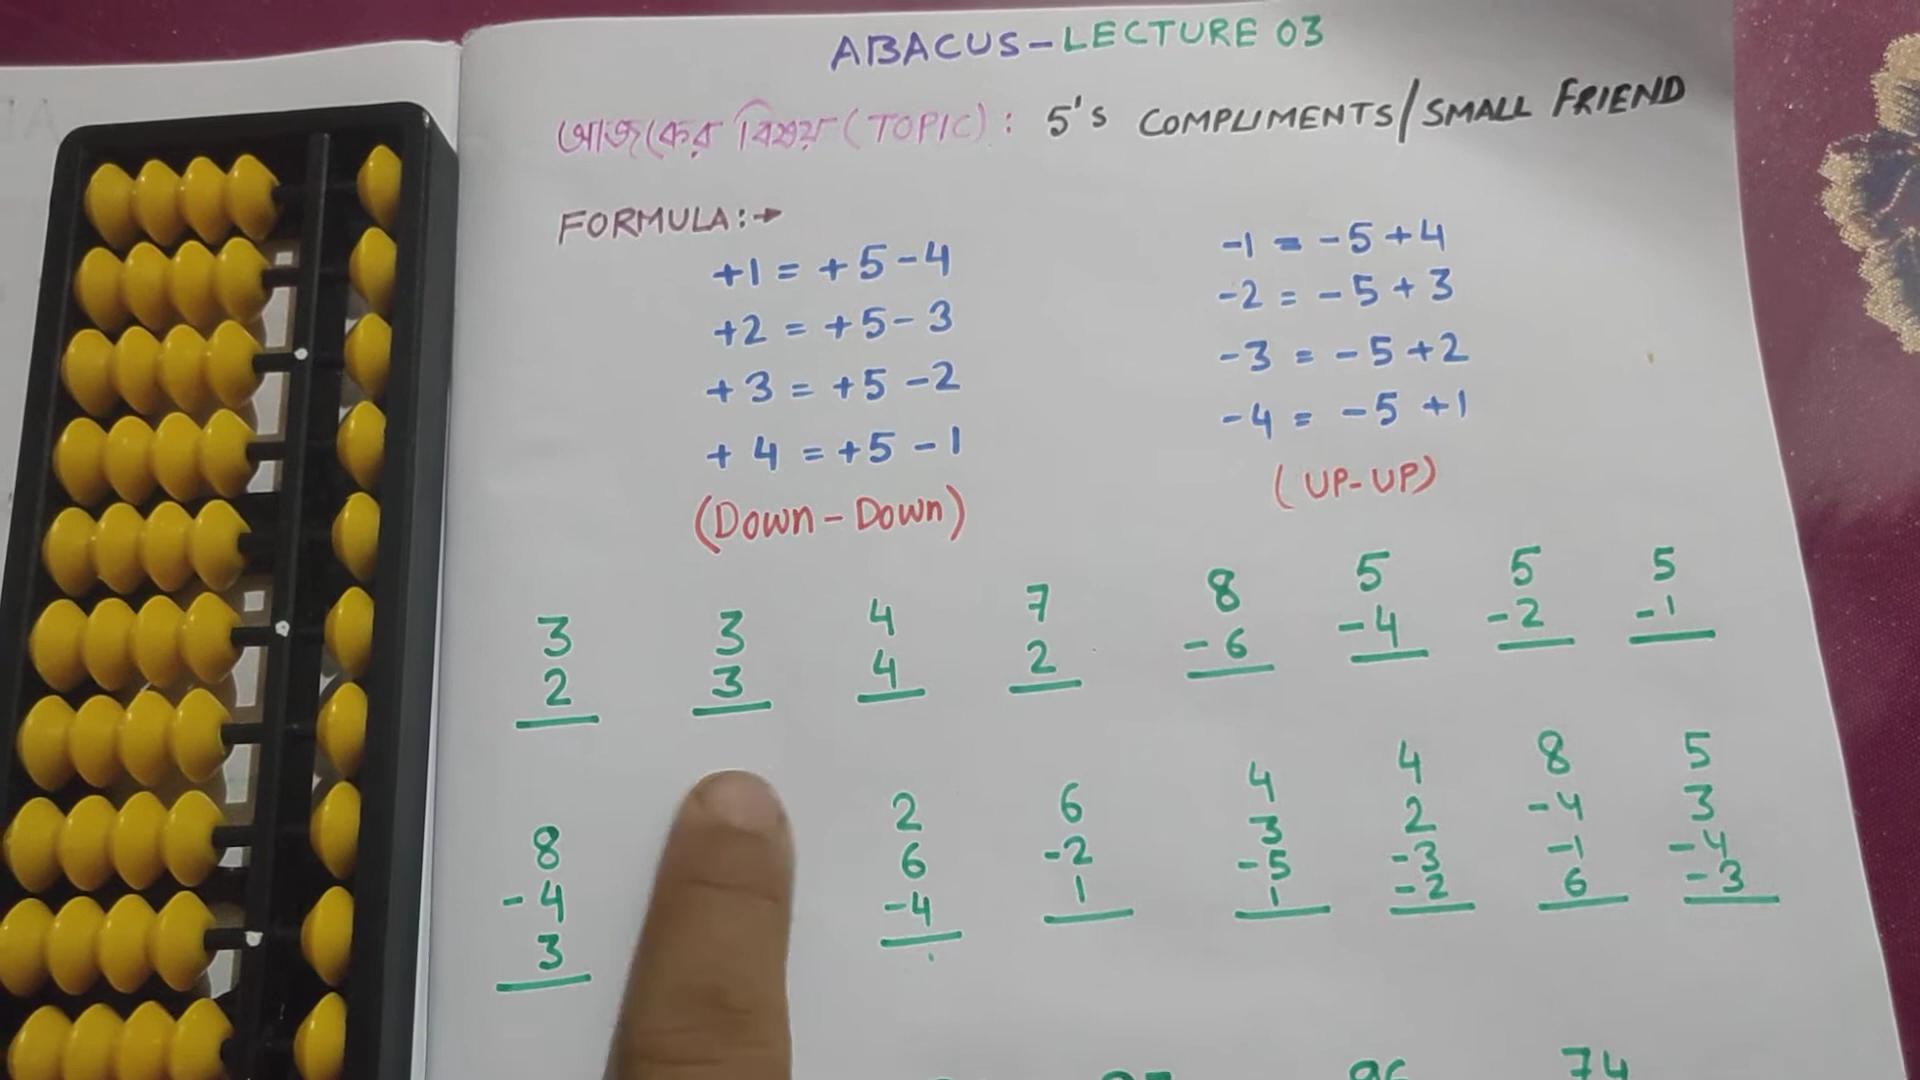 ABACUS-LECTURE 03
আজকের বিষয় (TOPIC): 5's COMPLIMENTS/SMALL FRIEND
FORMULA:→
+1 = +5-4
+2 = +5-3
+3 = +5-2
+4 = +5-1
(Down-Down)
-1 = -5+4
-2 = -5+3
-3 = -5+2
-4 = -5+1
(UP-UP)
3 3 4 7 8 5 5 5
2 3 4 2 -6 -4 -2 -1
8 2 6 4 4 8 5
-4 6 -2 3 2 -4 3
3 -4 1 -5 -3 -1 -4
1 -2 6 -3
74